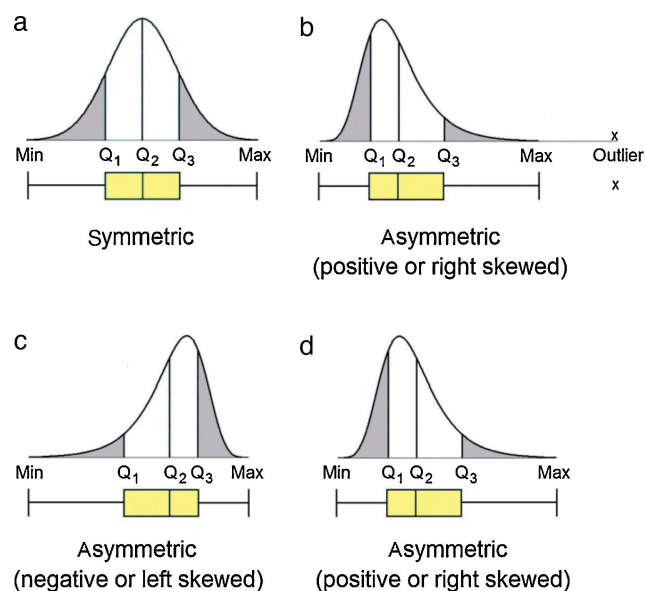 a
Min Q1 Q2 Q3 Max
Symmetric
b
x
Min Q1 Q2 Q3 Max Outlier
x
Asymmetric
(positive or right skewed)
c
Min Q1 Q2 Q3 Max
Asymmetric
(negative or left skewed)
d
Min Q1 Q2 Q3 Max
Asymmetric
(positive or right skewed)